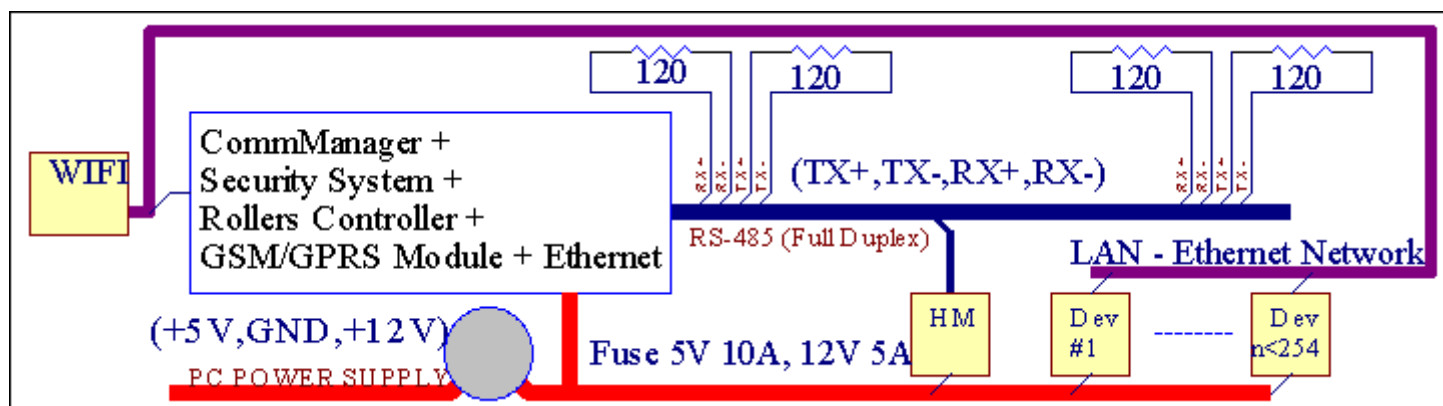 120
120
120
120
CommManager +
Security System +
Rollers Controller +
GSM/GPRS Module + Ethernet
WIFI
RX+
RX-
TX+
TX-
(TX+,TX-,RX+,RX-)
RX+
RX-
TX+
TX-
RS-485 (Full Duplex)
LAN - Ethernet Network
(+5V,GND,+12V)
PC POWER SUPPLY
Fuse 5V 10A, 12V 5A
HM
Dev
#1
Dev
n<254